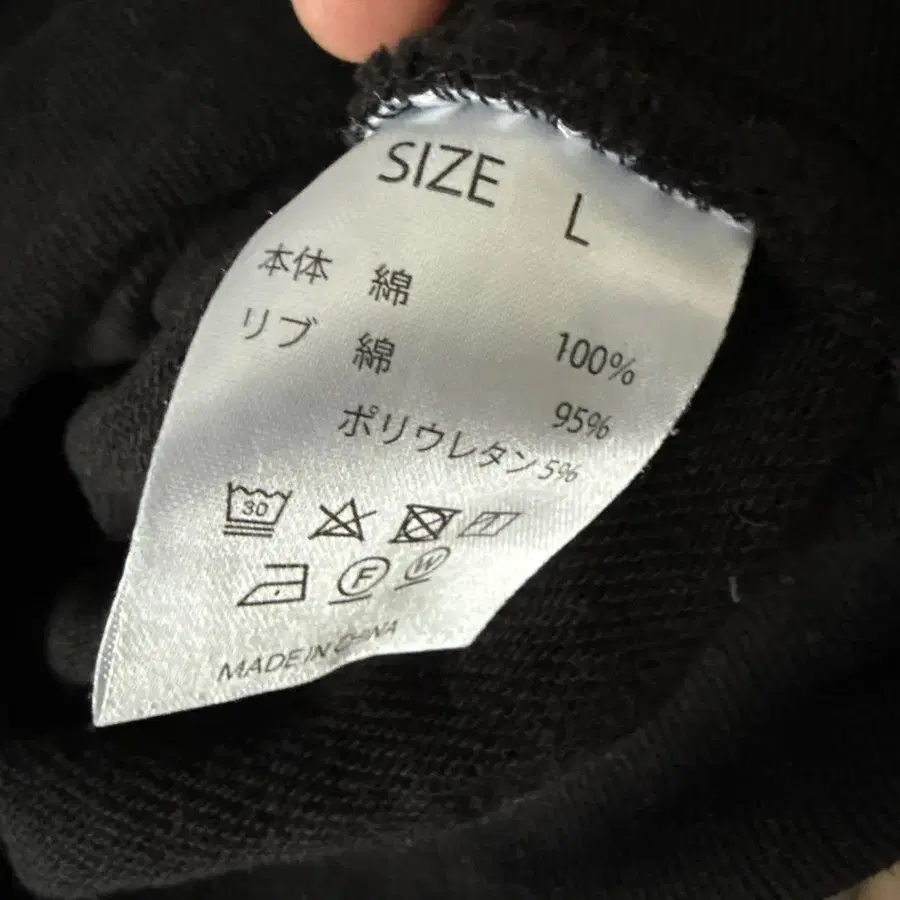 SIZE L
本体 綿 100%
リブ 綿 95%
ポリウレタン 5%
30
F W
MADE IN CHINA